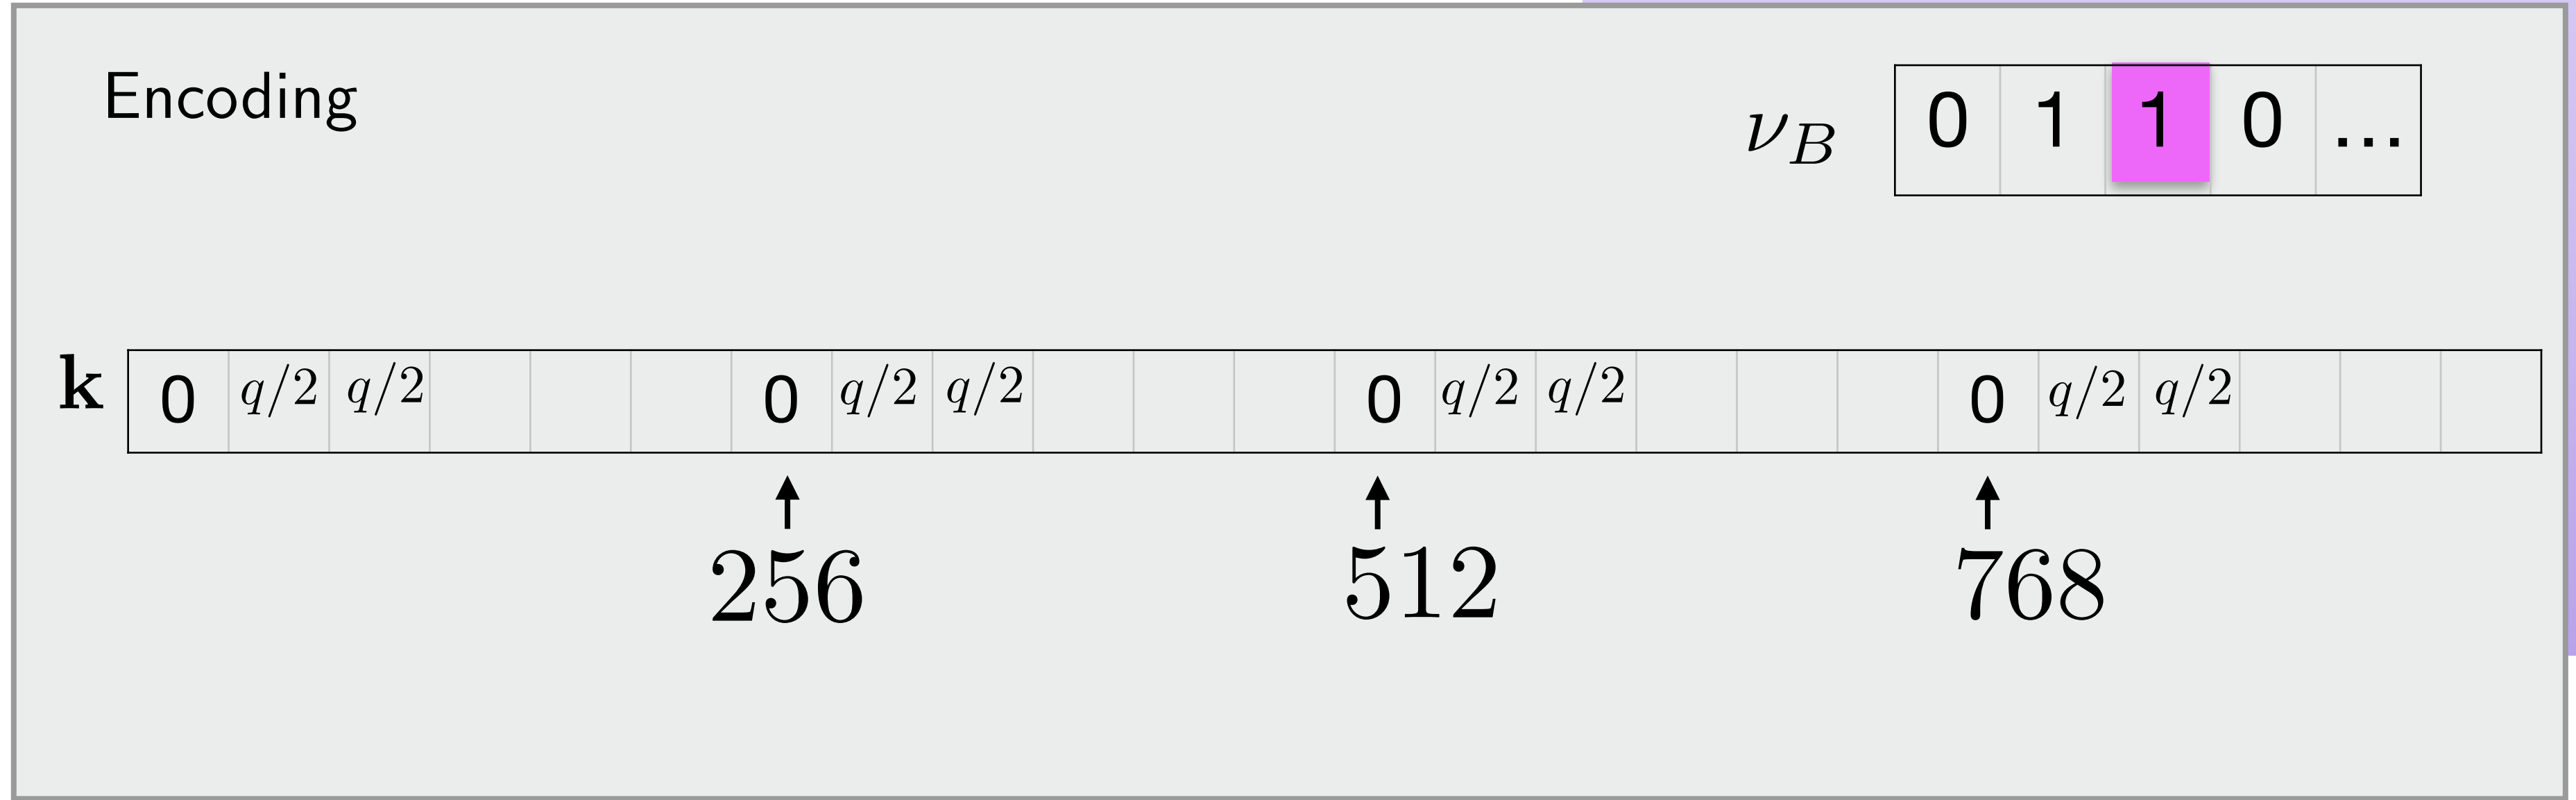 Encoding
ν_B 0 1 1 0 ...
k 0 q/2 q/2 0 q/2 q/2 0 q/2 q/2 0 q/2 q/2
256 512 768